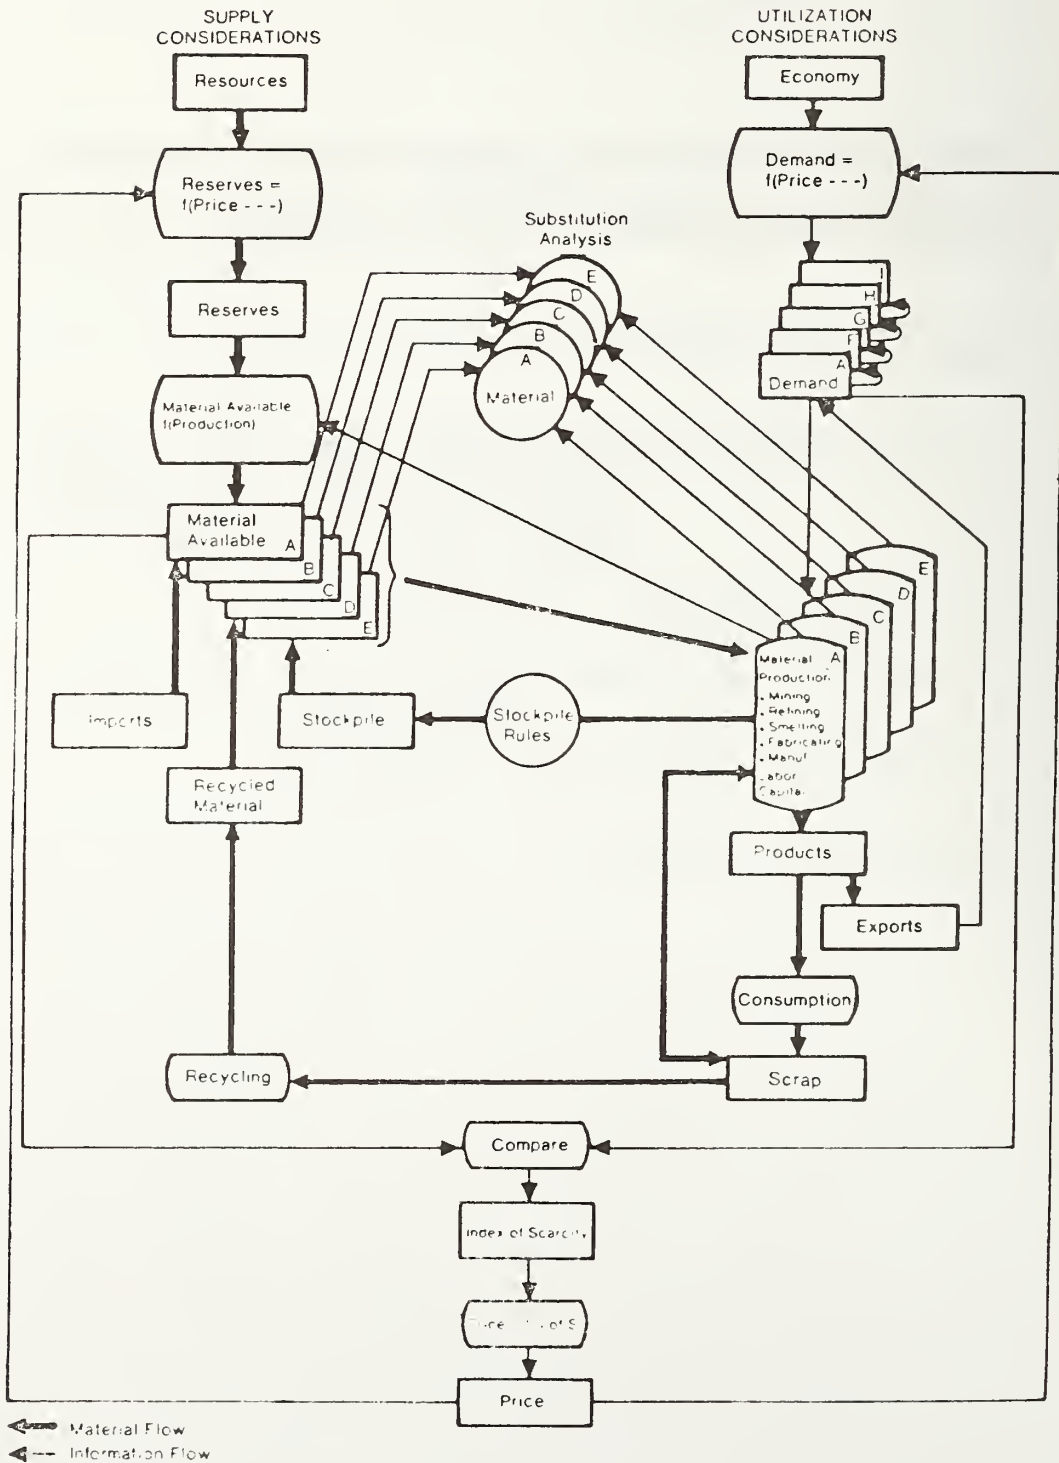 SUPPLY
CONSIDERATIONS
UTILIZATION
CONSIDERATIONS
Resources
Economy
Reserves =
f(Price - - -)
Demand =
f(Price - - -)
Substitution
Analysis
Reserves
E
D
C
B
A
Material
I
H
G
F
A
Demand
Material Available
f(Production)
Material
Available A
B
C
D
E
E
D
C
B
Material A
Production
• Mining
• Refining
• Smelting
• Fabricating
• Manuf
Labor
Capital
Imports
Stockpile
Stockpile
Rules
Recycled
Material
Products
Exports
Consumption
Recycling
Scrap
Compare
Index of Scarcity
of S
Price
Material Flow
Information Flow